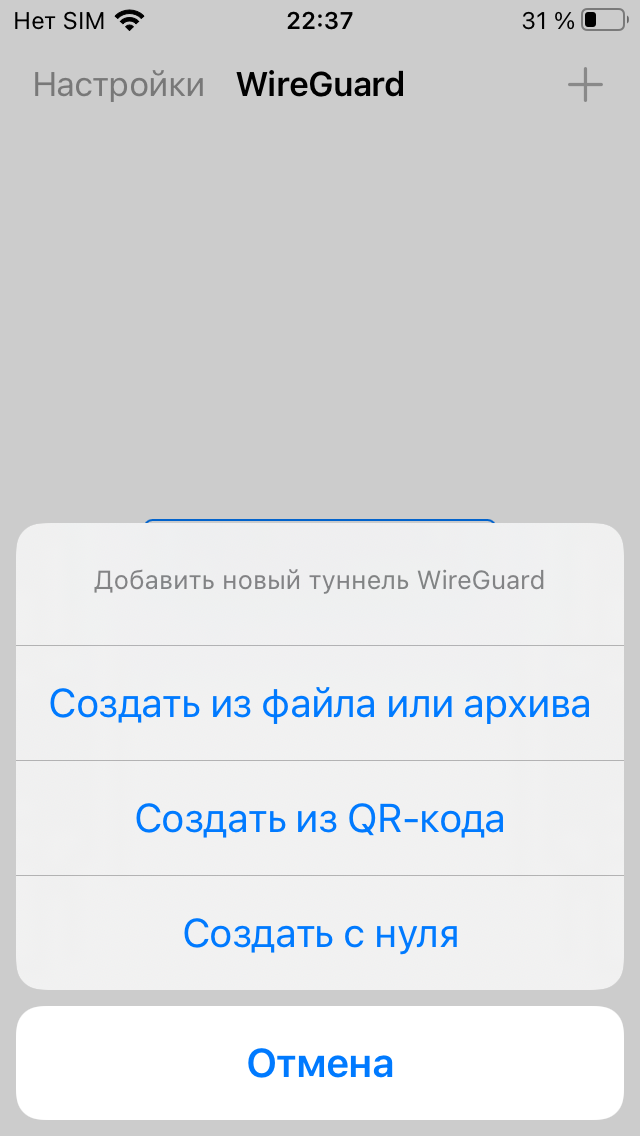 Нет SIM 22:37 31 %
Настройки WireGuard
Добавить новый туннель WireGuard
Создать из файла или архива
Создать из QR-кода
Создать с нуля
Отмена